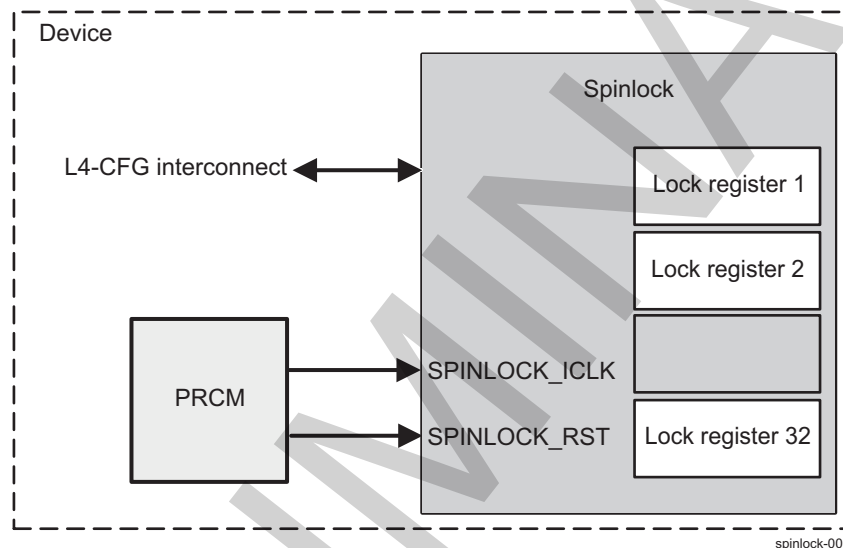 Device
Spinlock
L4-CFG interconnect
Lock register 1
Lock register 2
SPINLOCK_ICLK
PRCM
SPINLOCK_RST
Lock register 32
spinlock-00